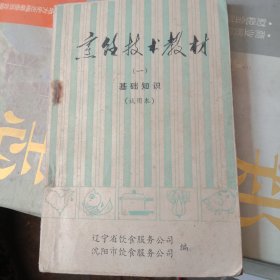 烹饪技术教材
（一）
基础知识
（试用本）
辽宁省饮食服务公司
沈阳市饮食服务公司 编